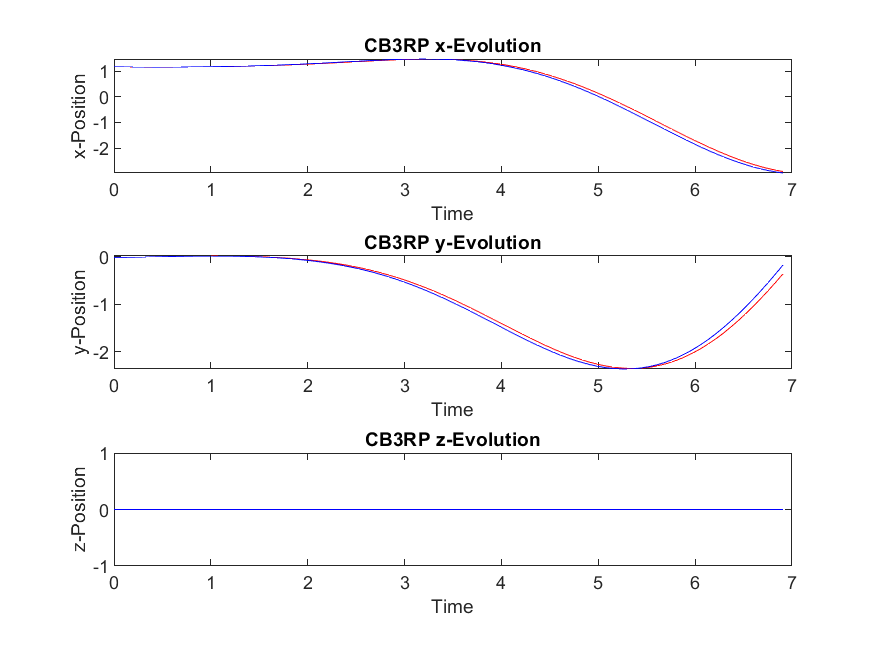 CB3RP x-Evolution
1
0
-1
-2
x-Position
0 1 2 3 4 5 6 7
Time
CB3RP y-Evolution
0
-1
-2
y-Position
0 1 2 3 4 5 6 7
Time
CB3RP z-Evolution
1
0
-1
z-Position
0 1 2 3 4 5 6 7
Time